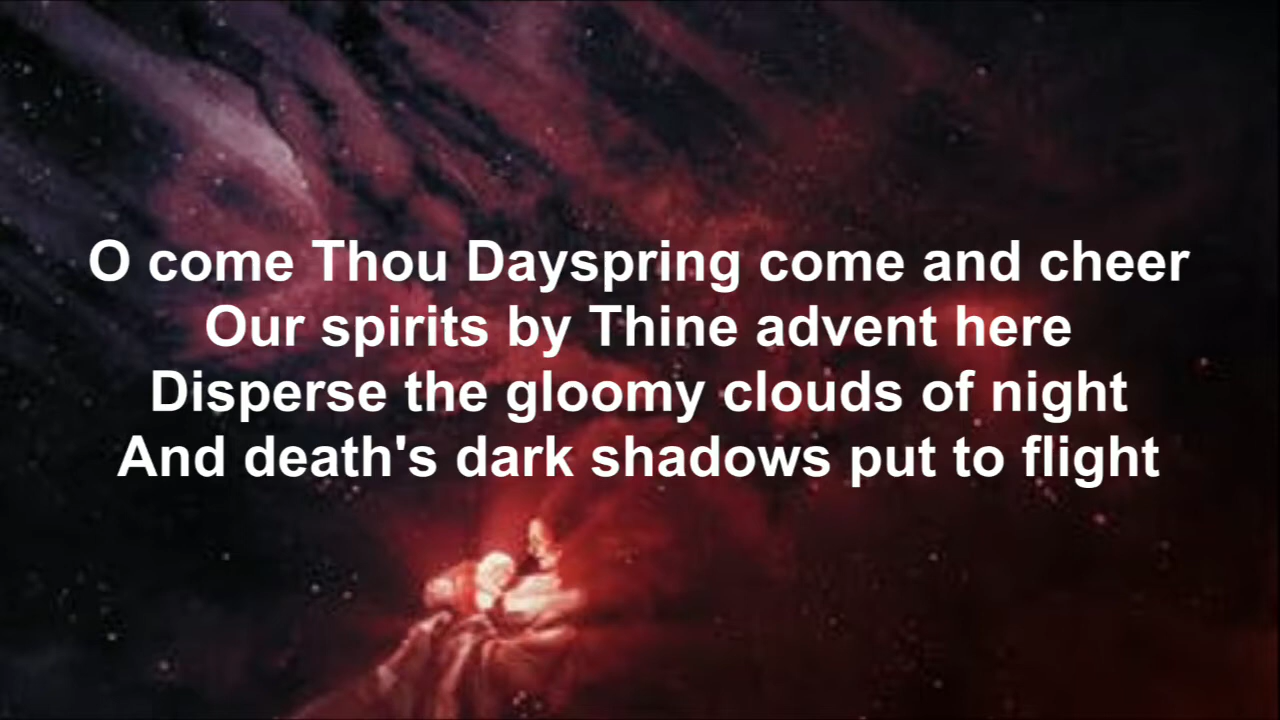 O come Thou Dayspring come and cheer
Our spirits by Thine advent here
Disperse the gloomy clouds of night
And death's dark shadows put to flight